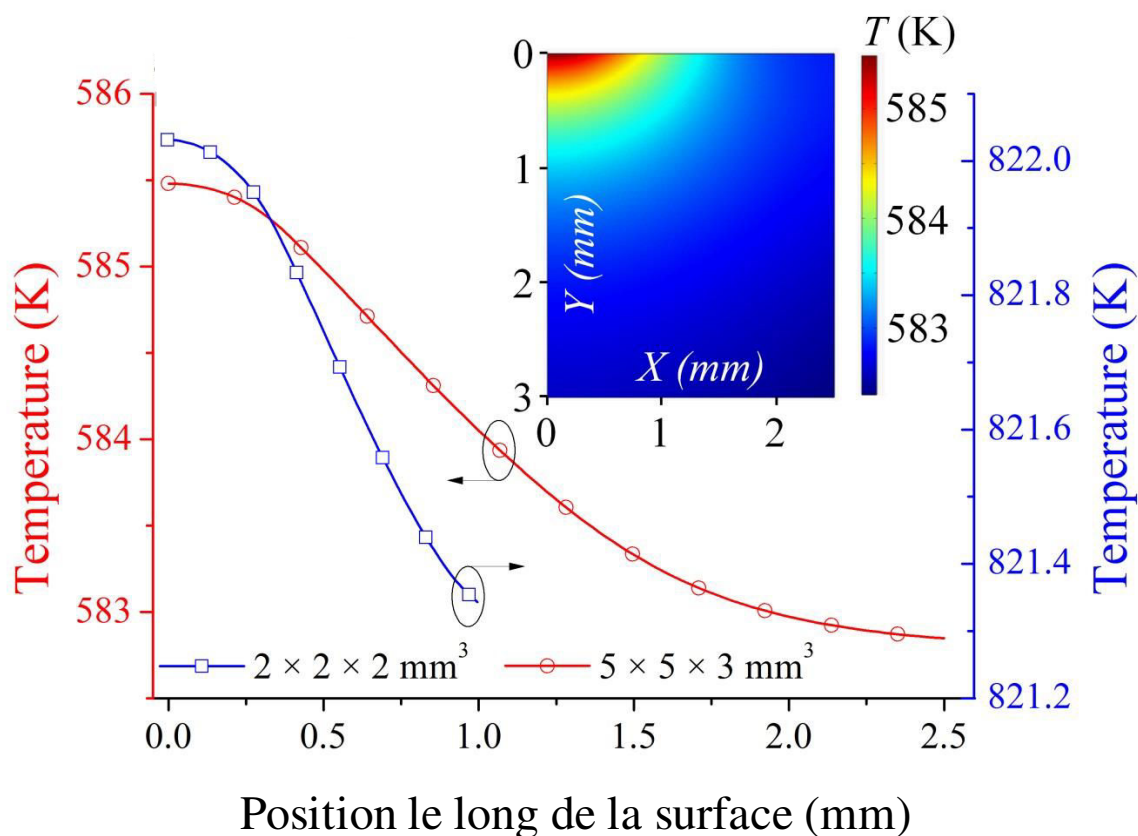 T (K)
0
1
2
3
Y (mm)
X (mm)
0
1
2
585
584
583
586
585
584
583
Temperature (K)
822.0
821.8
821.6
821.4
821.2
Temperature (K)
2 × 2 × 2 mm³
5 × 5 × 3 mm³
0.0 0.5 1.0 1.5 2.0 2.5
Position le long de la surface (mm)